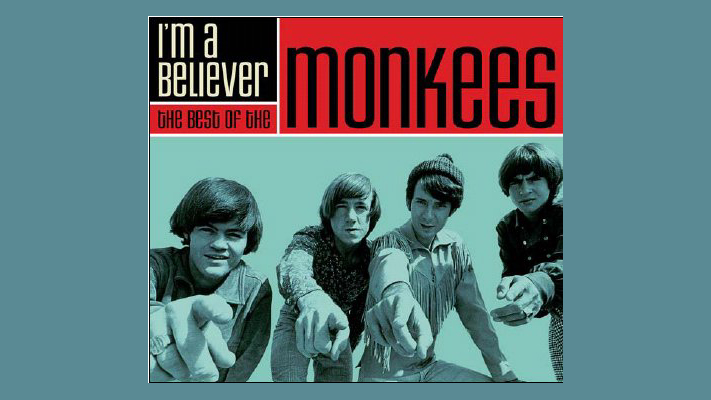 I'm a
Believer
the Best of the
monkees